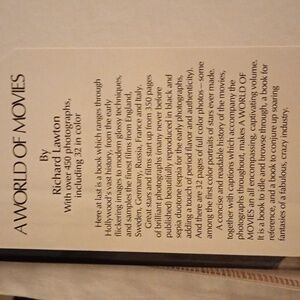 A WORLD OF MOVIES
By
Richard Lawton
With over 450 photographs,
including 32 in color
Here at last is a book which ranges through
Hollywood's vast history, from the early
flickering images to modern glossy techniques,
and samples the finest films from England,
Sweden, Germany, Russia, France and Italy.
Great stars and films start up from 350 pages
of brilliant photographs (many never before
published) beautifully reproduced in black and
sepia duotone (sepia for the early photographs,
adding a touch of period flavor and authenticity).
And there are 32 pages of full color photos – some
among the finest color portraits of stars ever made.
A concise and readable history of the movies,
together with captions which accompany the
photographs throughout, makes A WORLD OF
MOVIES an all encompassing, captivating volume.
It is a book to idle and browse through, a book for
reference, and a book to conjure up soaring
fantasies of a fabulous, crazy industry.